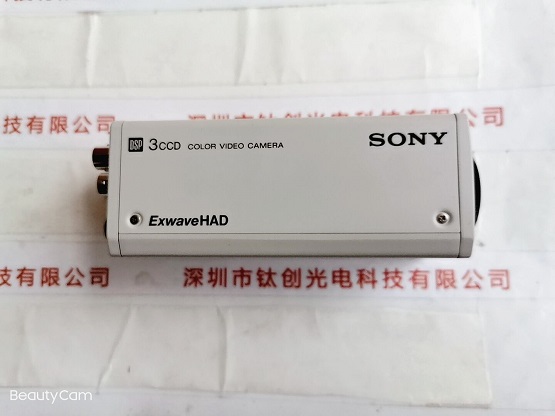 技有限公司
深圳市钛创光电科技有限公司
DSP 3CCD COLOR VIDEO CAMERA
SONY
ExwaveHAD
有限公司
深圳市钛创光电科技有限公司
BeautyCam